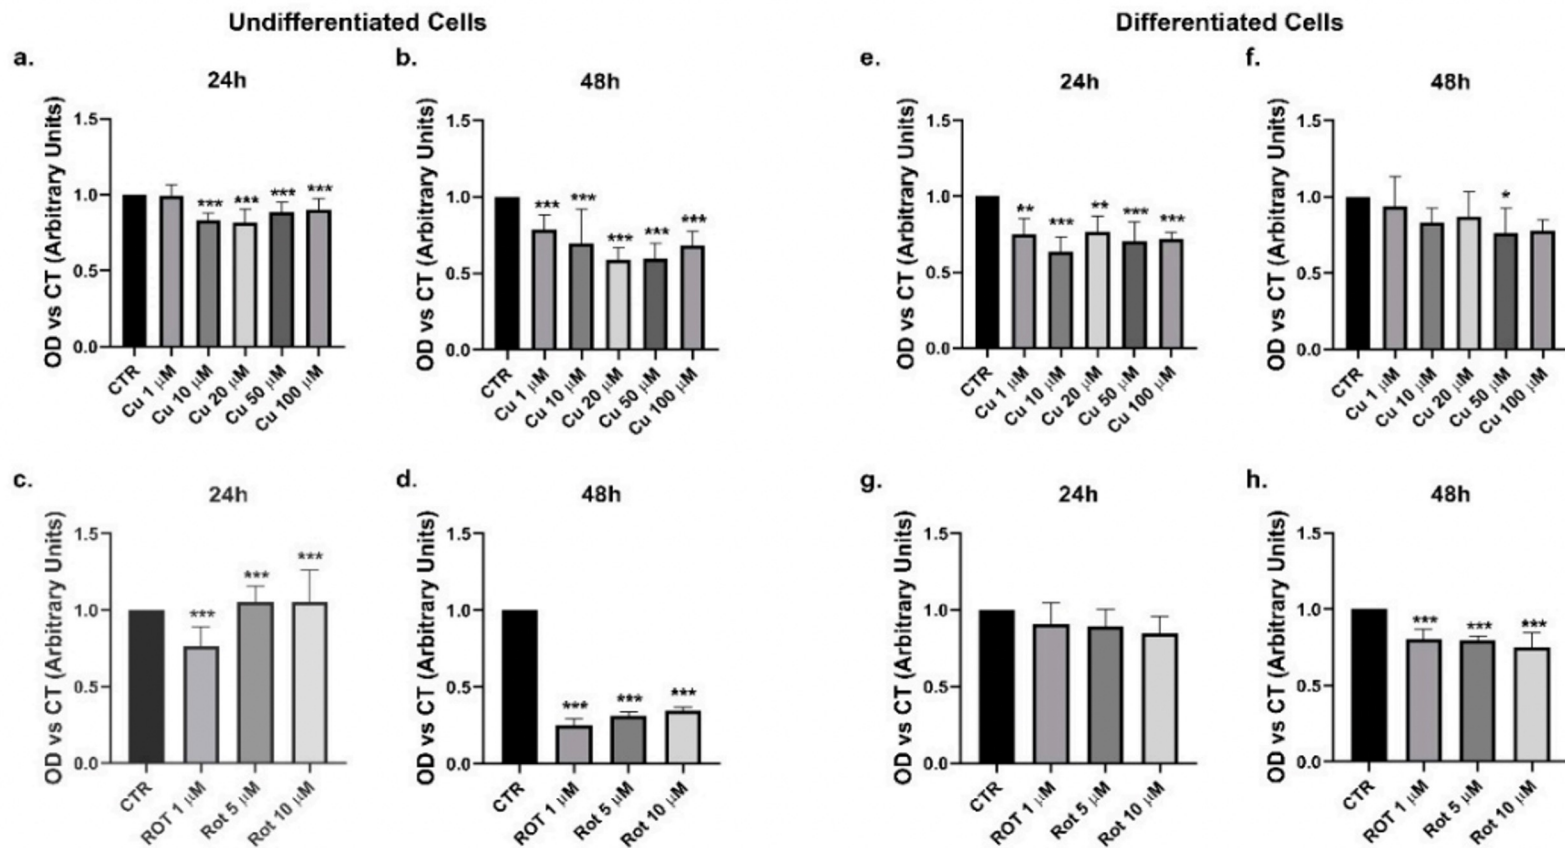 Undifferentiated Cells
Differentiated Cells
a.
24h
OD vs CT (Arbitrary Units)
1.5
1.0
0.5
0.0
***
***
***
***
CTR
Cu 1 μM
Cu 10 μM
Cu 20 μM
Cu 50 μM
Cu 100 μM
b.
48h
OD vs CT (Arbitrary Units)
1.5
1.0
0.5
0.0
***
***
***
***
***
CTR
Cu 1 μM
Cu 10 μM
Cu 20 μM
Cu 50 μM
Cu 100 μM
e.
24h
OD vs CT (Arbitrary Units)
1.5
1.0
0.5
0.0
**
***
**
***
***
CTR
Cu 1 μM
Cu 10 μM
Cu 20 μM
Cu 50 μM
Cu 100 μM
f.
48h
OD vs CT (Arbitrary Units)
1.5
1.0
0.5
0.0
*
CTR
Cu 1 μM
Cu 10 μM
Cu 20 μM
Cu 50 μM
Cu 100 μM
c.
24h
OD vs CT (Arbitrary Units)
1.5
1.0
0.5
0.0
***
***
***
CTR
ROT 1 μM
Rot 5 μM
Rot 10 μM
d.
48h
OD vs CT (Arbitrary Units)
1.5
1.0
0.5
0.0
***
***
***
CTR
ROT 1 μM
Rot 5 μM
Rot 10 μM
g.
24h
OD vs CT (Arbitrary Units)
1.5
1.0
0.5
0.0
CTR
ROT 1 μM
Rot 5 μM
Rot 10 μM
h.
48h
OD vs CT (Arbitrary Units)
1.5
1.0
0.5
0.0
***
***
***
CTR
ROT 1 μM
Rot 5 μM
Rot 10 μM